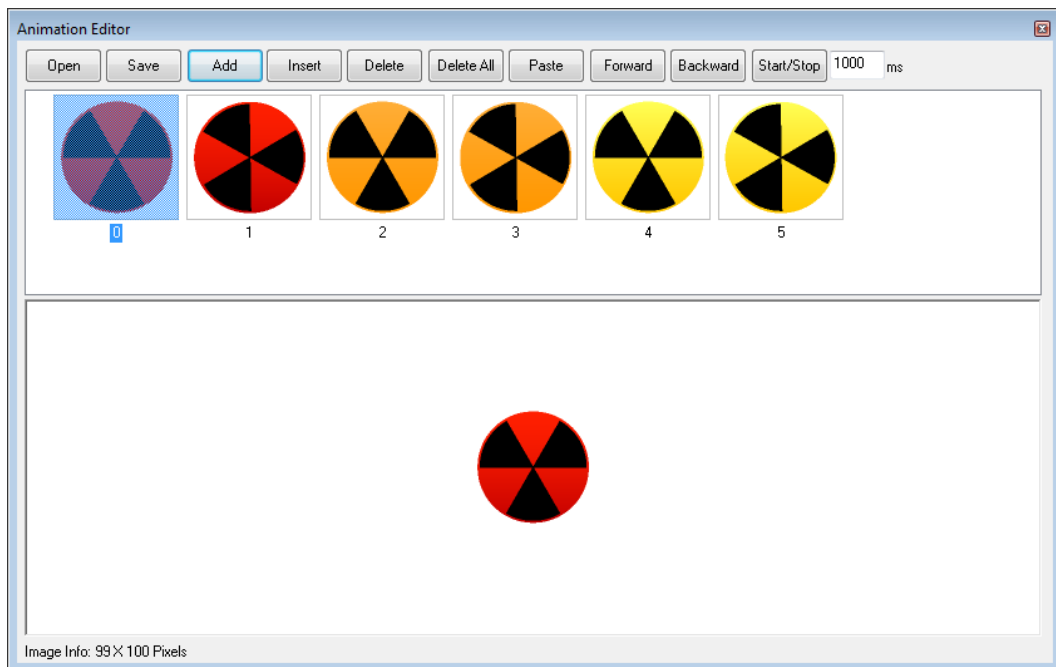 Animation Editor
Open Save Add Insert Delete Delete All Paste Forward Backward Start/Stop 1000 ms
0 1 2 3 4 5
Image Info: 99 X 100 Pixels